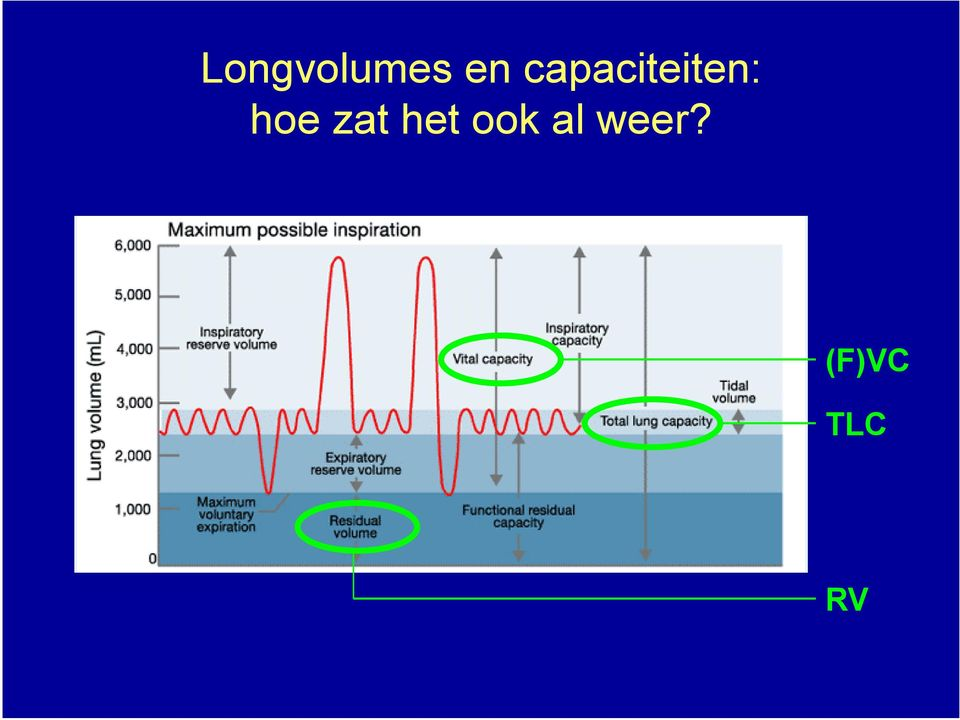 Longvolumes en capaciteiten:
hoe zat het ook al weer?
Maximum possible inspiration
Lung volume (mL)
6,000
5,000
4,000
3,000
2,000
1,000
0
Inspiratory
reserve volume
Vital capacity
Inspiratory
capacity
Tidal
volume
Total lung capacity
Expiratory
reserve volume
Maximum
voluntary
expiration
Residual
volume
Functional residual
capacity
(F)VC
TLC
RV